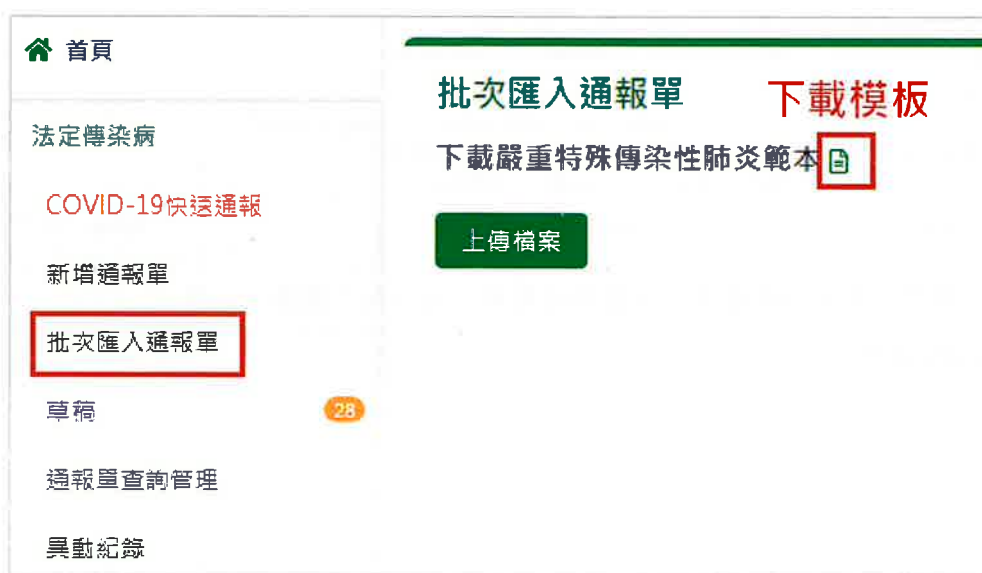 首頁
法定傳染病
COVID-19快速通報
新增通報單
批次匯入通報單
草稿
28
通報單查詢管理
異動紀錄
批次匯入通報單
下載模板
下載嚴重特殊傳染性肺炎範本
上傳檔案